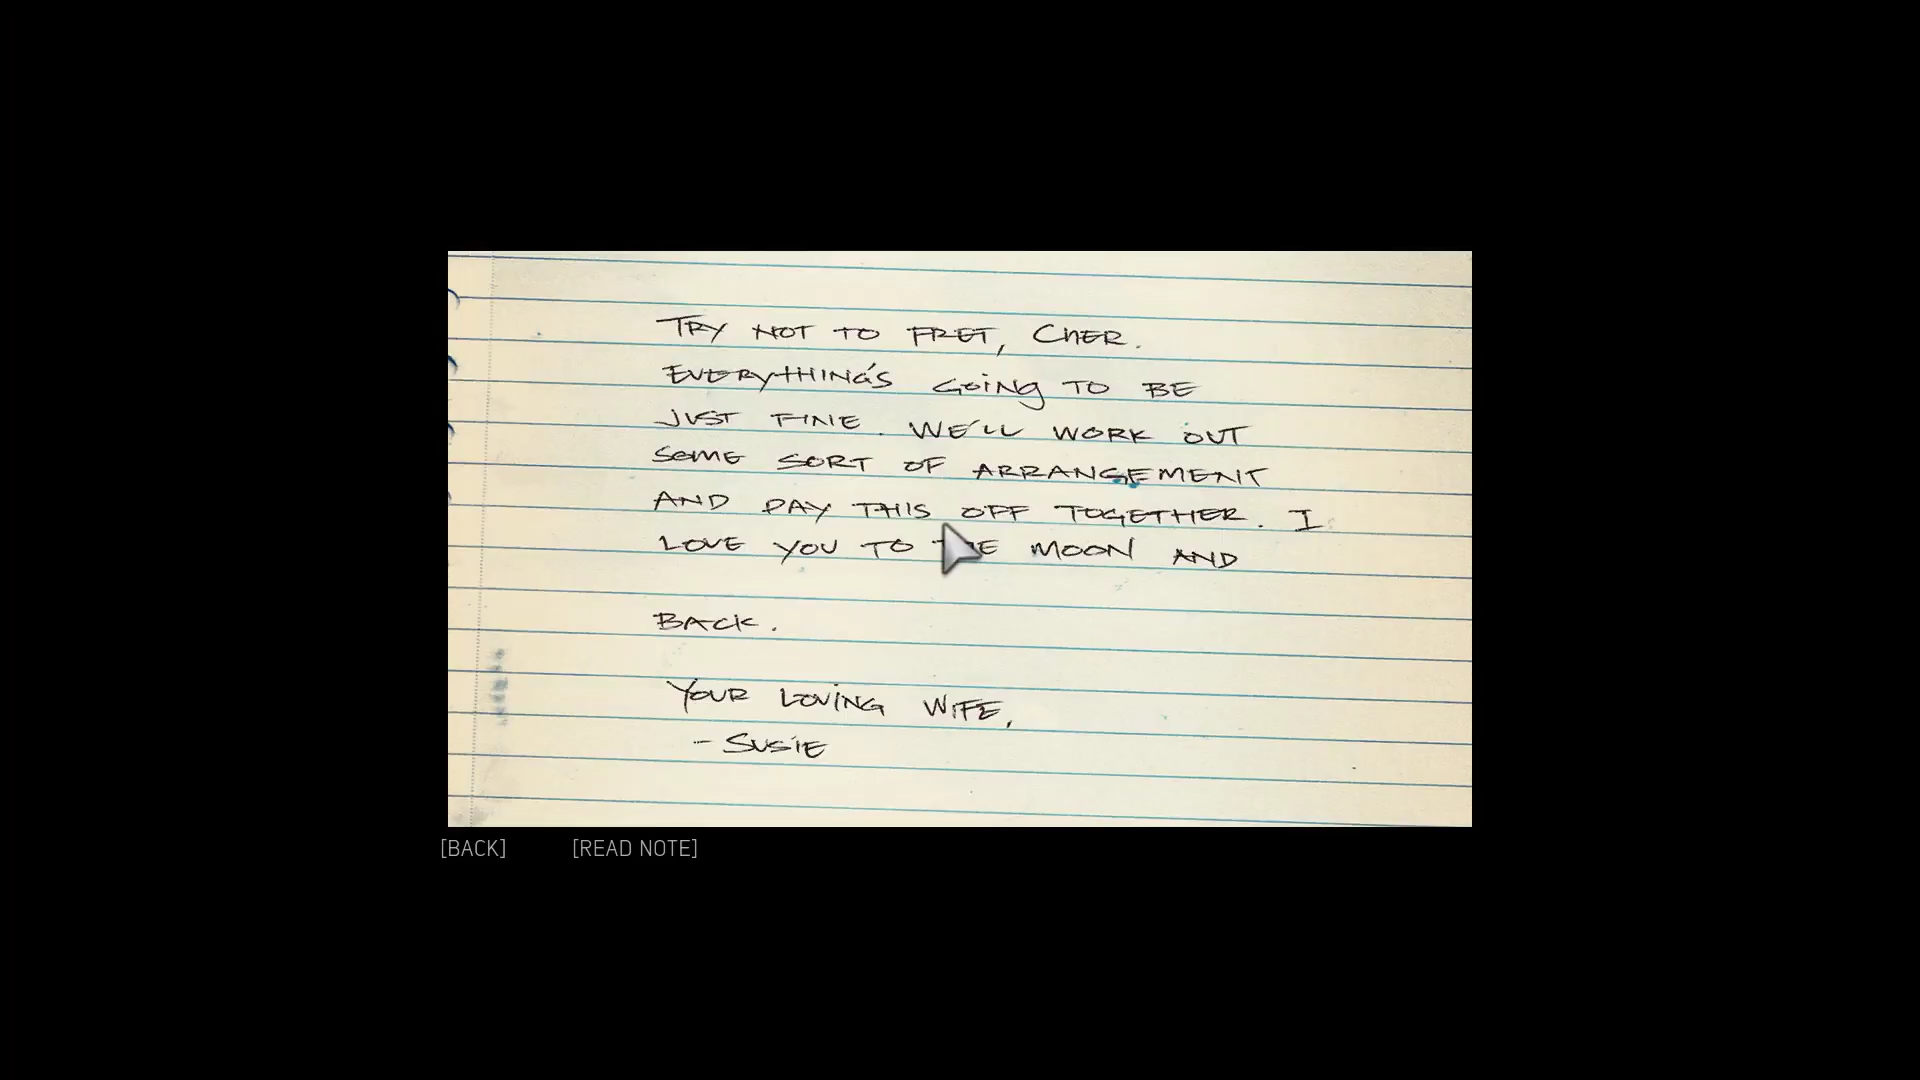 TRY NOT TO FRET, CHER.
EVERYTHING'S GOING TO BE
JUST FINE. WE'LL WORK OUT
SOME SORT OF ARRANGEMENT
AND PAY THIS OFF TOGETHER. I
LOVE YOU TO THE MOON AND
BACK.
YOUR LOVING WIFE,
- SUSIE
[BACK] [READ NOTE]